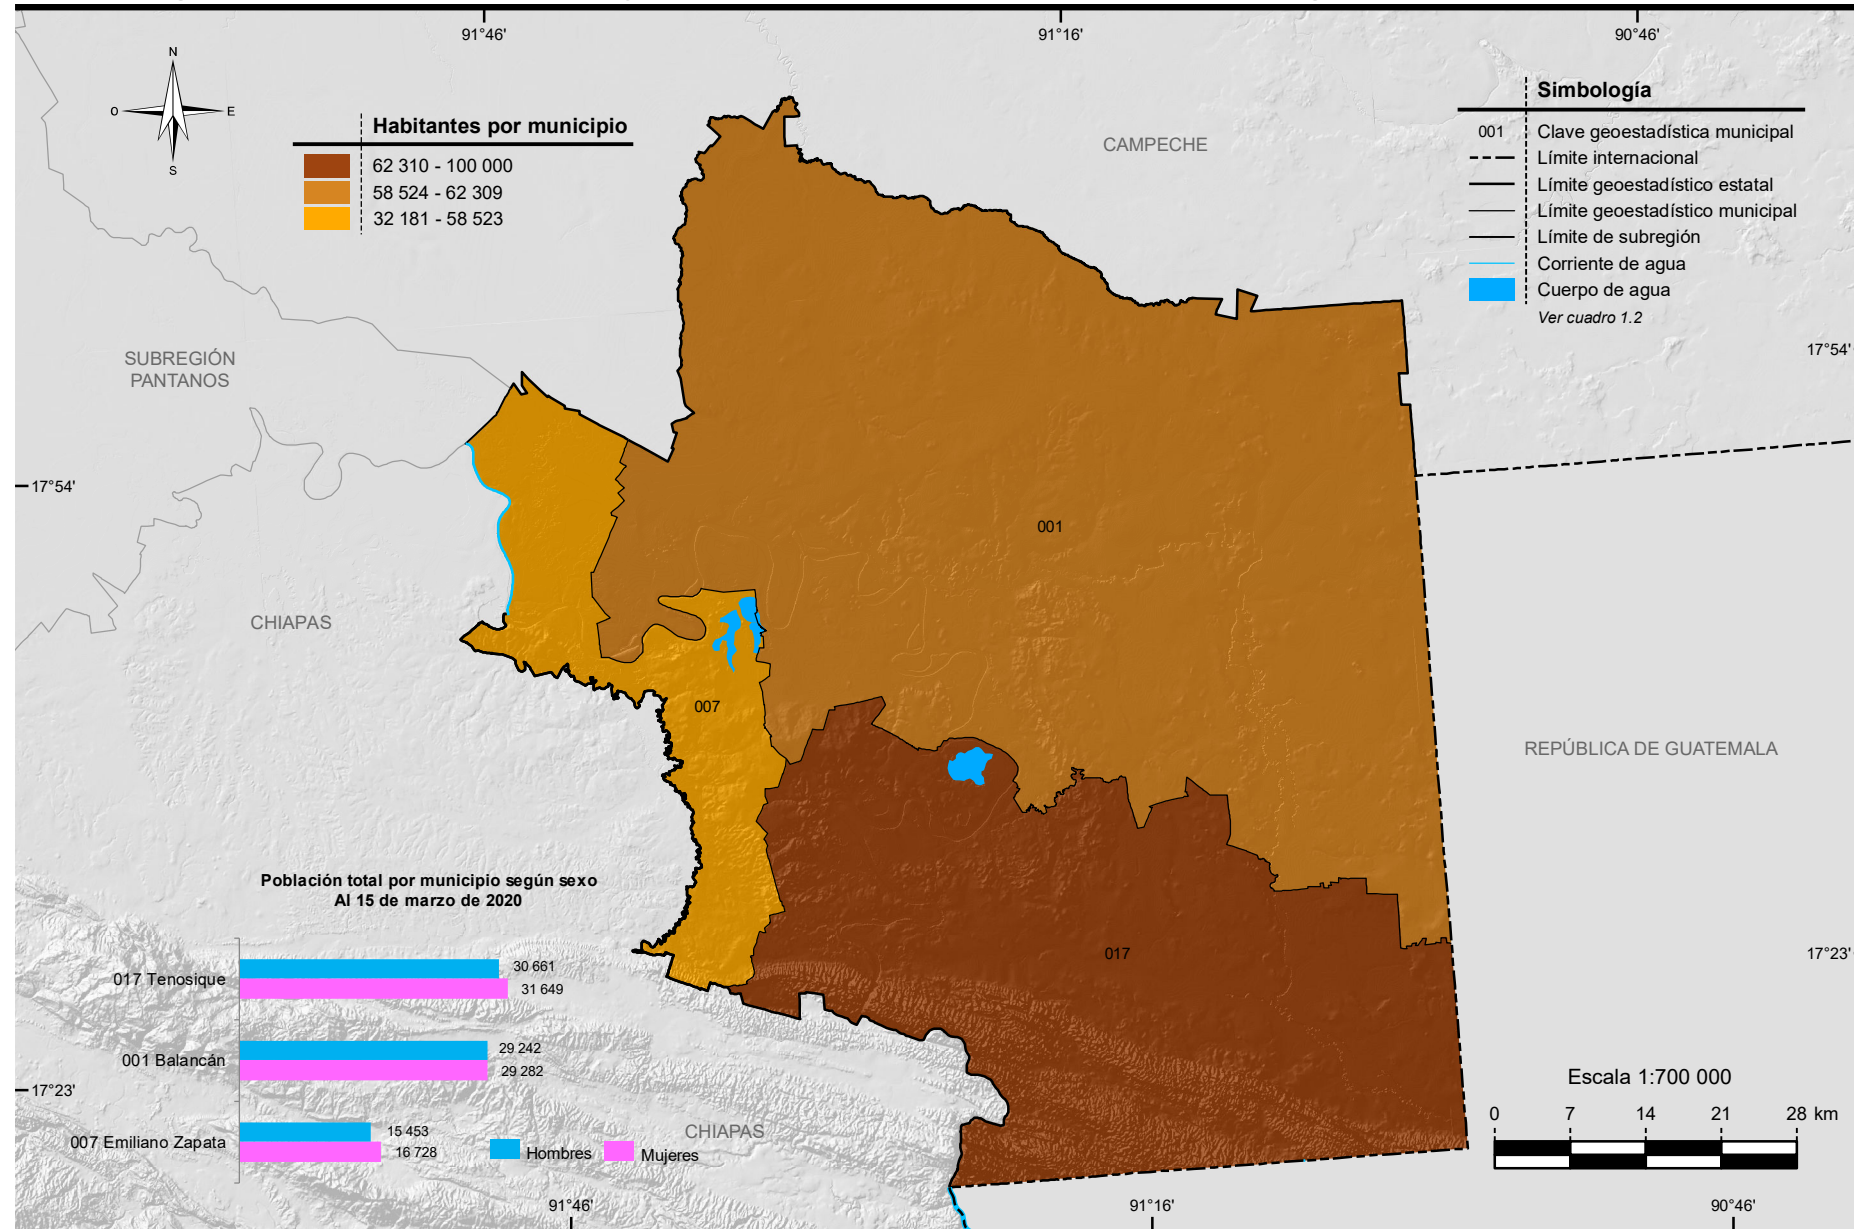 91°46'
91°16'
90°46'
N
O
E
S
Habitantes por municipio
62 310 - 100 000
58 524 - 62 309
32 181 - 58 523
CAMPECHE
Simbología
001 Clave geoestadística municipal
Límite internacional
Límite geoestadístico estatal
Límite geoestadístico municipal
Límite de subregión
Corriente de agua
Cuerpo de agua
Ver cuadro 1.2
17°54'
SUBREGIÓN
PANTANOS
17°54'
001
CHIAPAS
007
REPÚBLICA DE GUATEMALA
Población total por municipio según sexo
Al 15 de marzo de 2020
017
17°23'
017 Tenosique
30 661
31 649
001 Balancán
29 242
29 282
17°23'
007 Emiliano Zapata
15 453
16 728
Hombres
Mujeres
CHIAPAS
Escala 1:700 000
0 7 14 21 28 km
91°46'
91°16'
90°46'